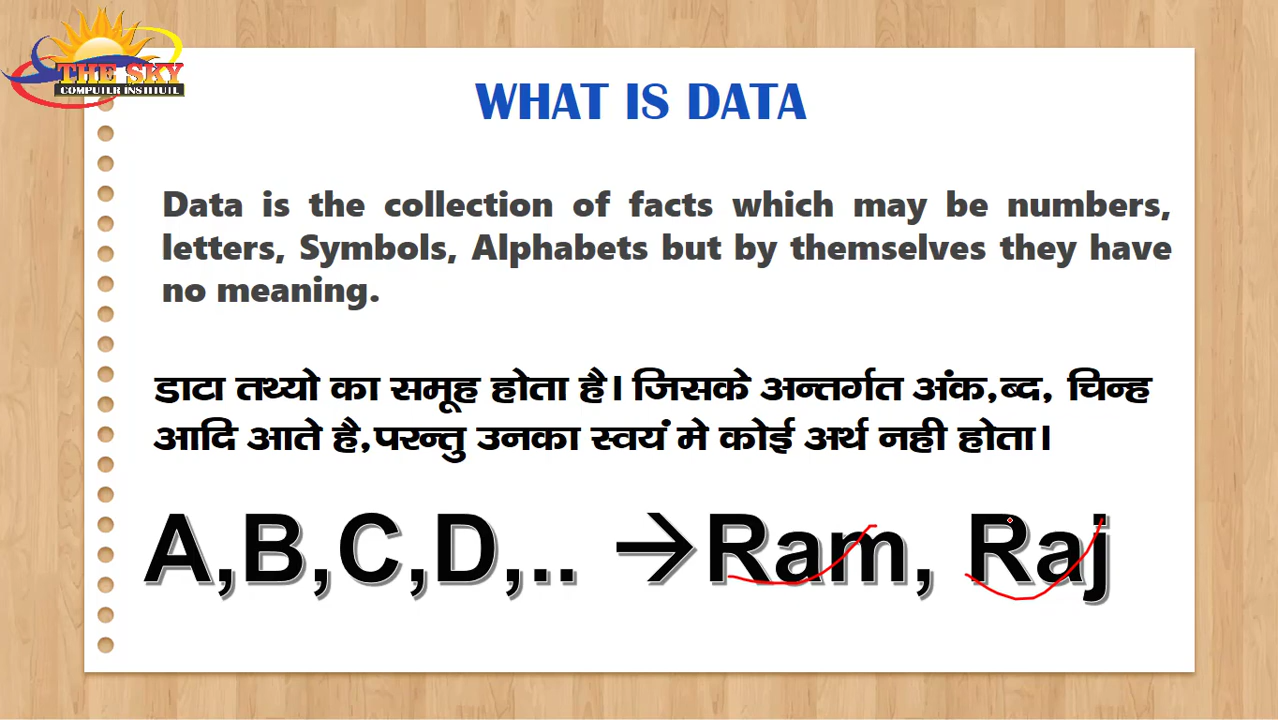 THE SKY
COMPUTER INSTITUTE
WHAT IS DATA
Data is the collection of facts which may be numbers,
letters, Symbols, Alphabets but by themselves they have
no meaning.
डाटा तथ्यो का समूह होता है। जिसके अन्तर्गत अंक,ब्द, चिन्ह
आदि आते है,परन्तु उनका स्वयं मे कोई अर्थ नही होता।
A,B,C,D,.. →Ram, Raj